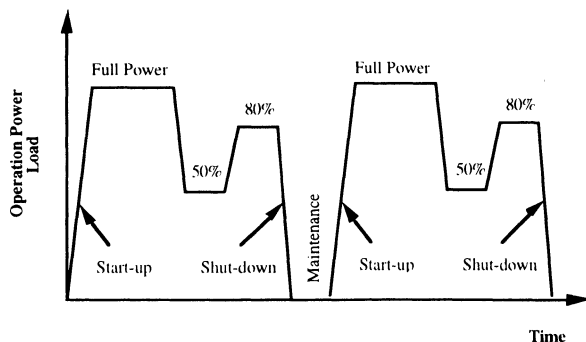 Operation Power
Load
Full Power
50%
80%
Start-up
Shut-down
Maintenance
Full Power
50%
80%
Start-up
Shut-down
Time